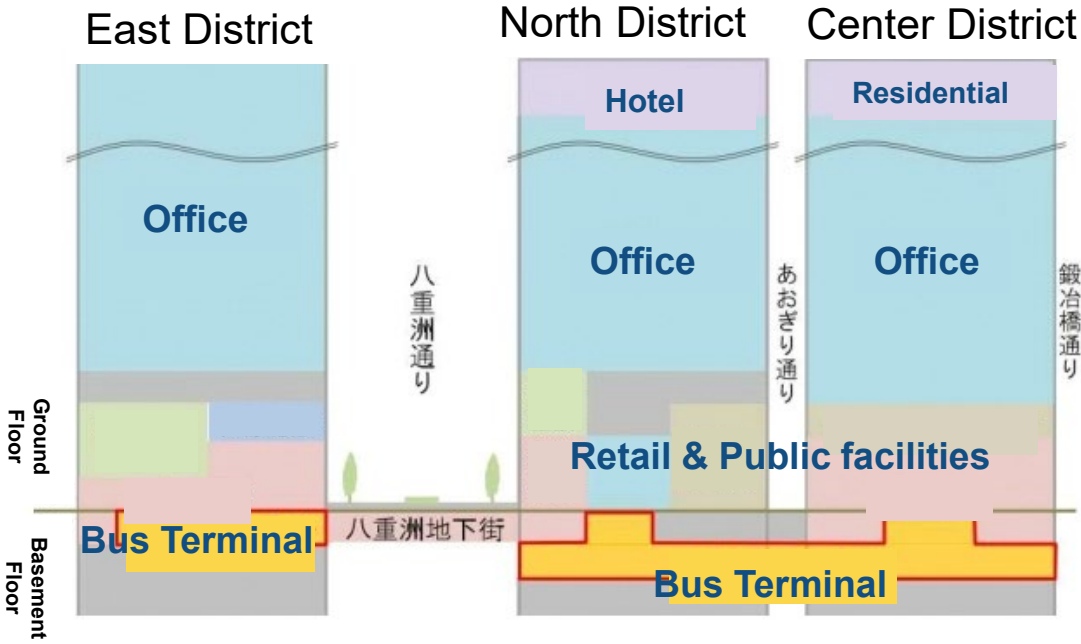 East District
North District
Center District
Hotel
Residential
Office
Office
Office
八重洲通り
あおぎり通り
鍛冶橋通り
Ground
Floor
Retail & Public facilities
Bus Terminal
八重洲地下街
Basement
Floor
Bus Terminal